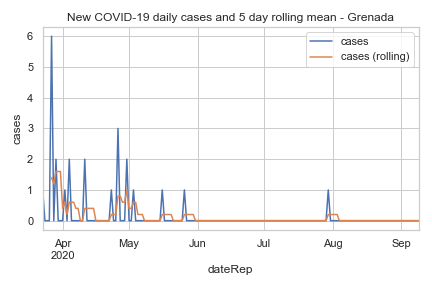 New COVID-19 daily cases and 5 day rolling mean - Grenada
cases
cases (rolling)
6
5
4
3
2
1
0
cases
Apr
2020
May
Jun
Jul
Aug
Sep
dateRep